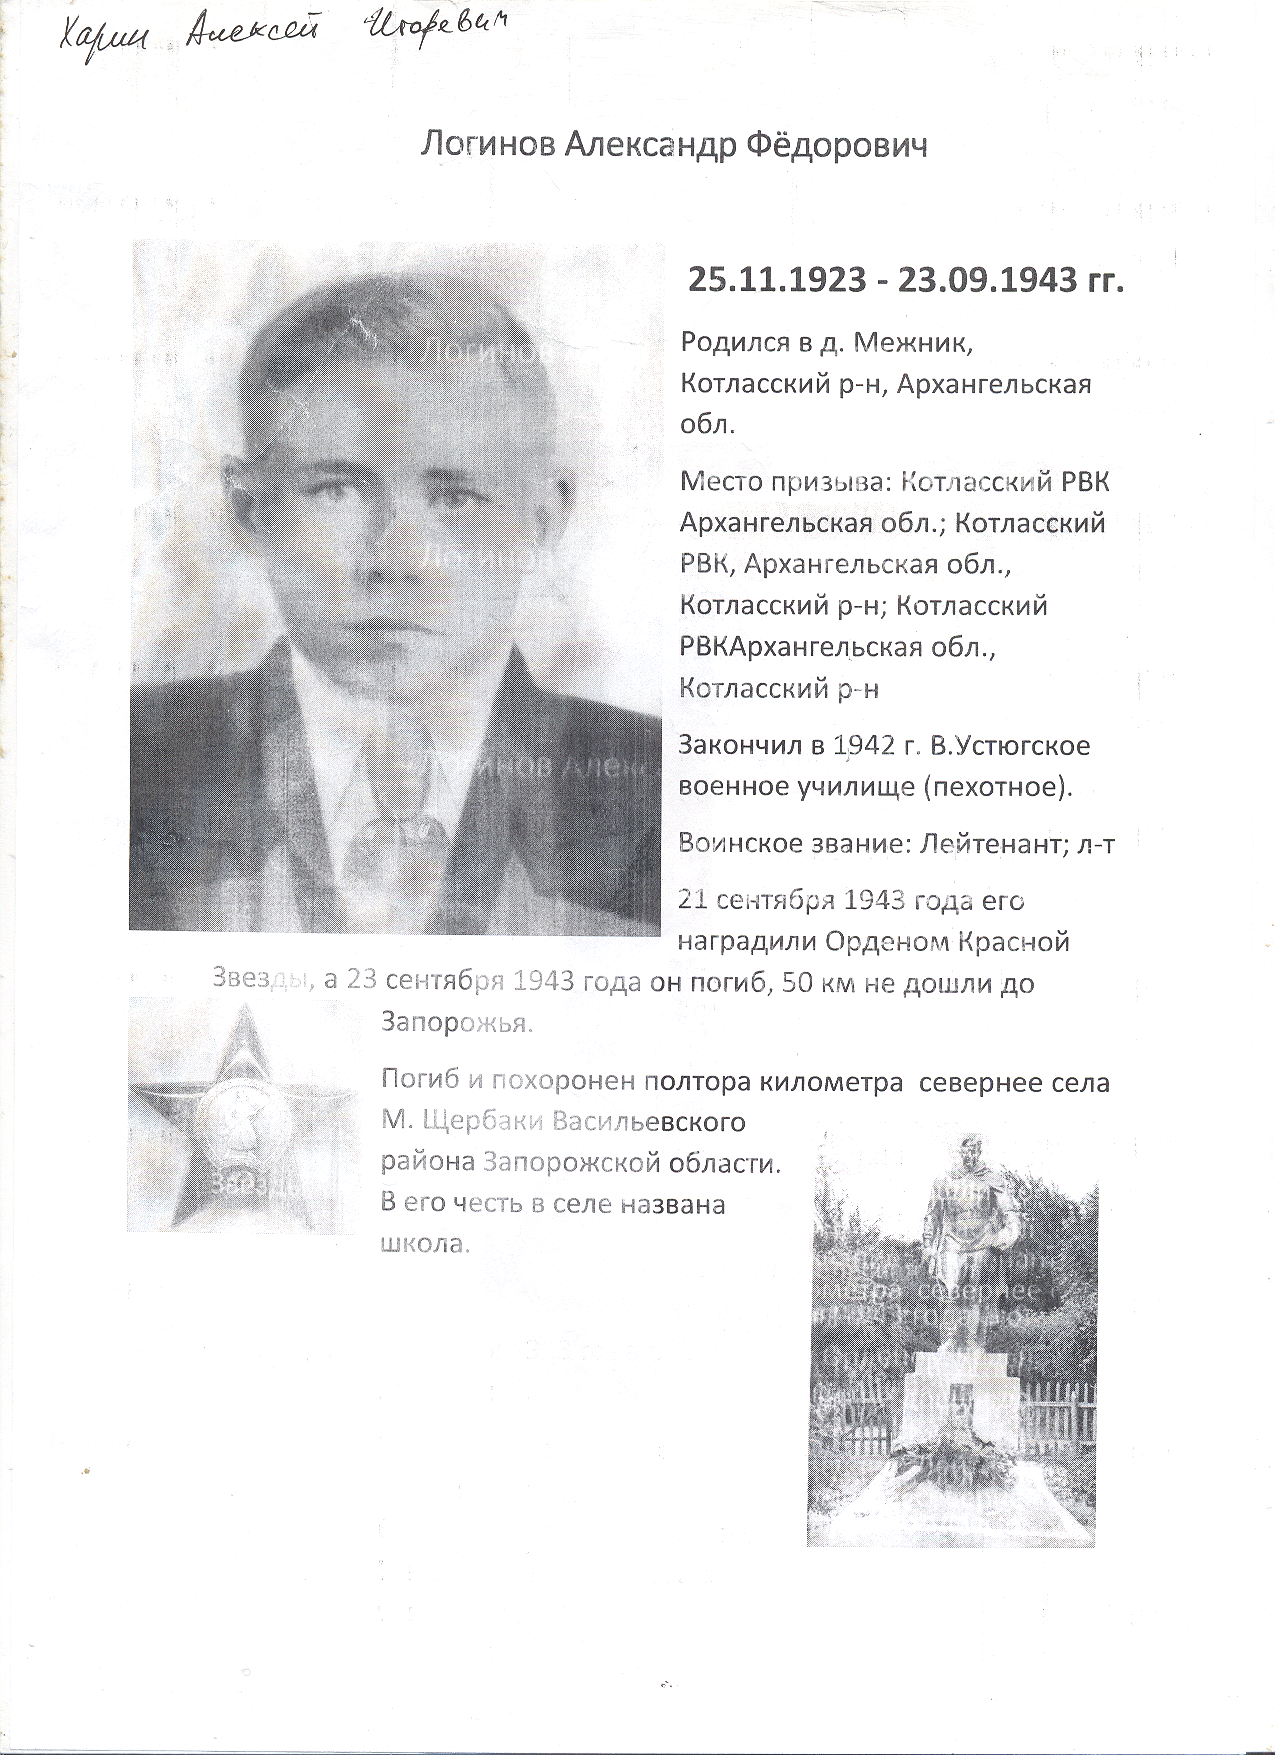 Харин Алексей Игоревич
Логинов Александр Фёдорович
25.11.1923 - 23.09.1943 гг.
Родился в д. Межник,
Котласский р-н, Архангельская
обл.
Место призыва: Котласский РВК
Архангельская обл.; Котласский
РВК, Архангельская обл.,
Котласский р-н; Котласский
РВКАрхангельская обл.,
Котласский р-н
Закончил в 1942 г. В.Устюгское
военное училище (пехотное).
Воинское звание: Лейтенант; л-т
21 сентября 1943 года его
наградили Орденом Красной
Звезды, а 23 сентября 1943 года он погиб, 50 км не дошли до
Запорожья.
Погиб и похоронен полтора километра севернее села
М. Щербаки Васильевского
района Запорожской области.
В его честь в селе названа
школа.